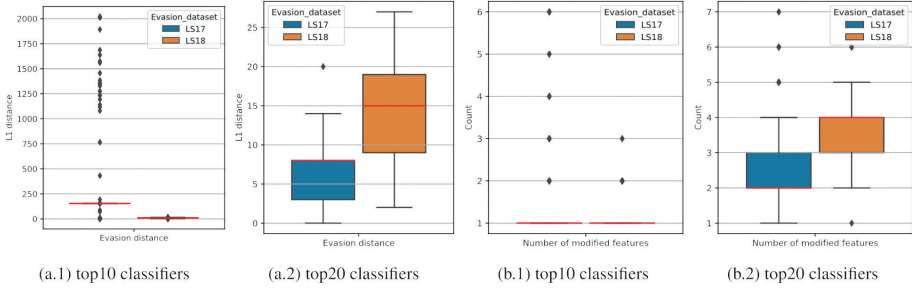 Evasion_dataset
LS17
LS18
L1 distance
2000
1750
1500
1250
1000
750
500
250
0
Evasion distance
(a.1) top10 classifiers
Evasion_dataset
LS17
LS18
L1 distance
25
20
15
10
5
0
Evasion distance
(a.2) top20 classifiers
Evasion_dataset
LS17
LS18
Count
6
5
4
3
2
1
Number of modified features
(b.1) top10 classifiers
Evasion_dataset
LS17
LS18
Count
7
6
5
4
3
2
1
Number of modified features
(b.2) top20 classifiers